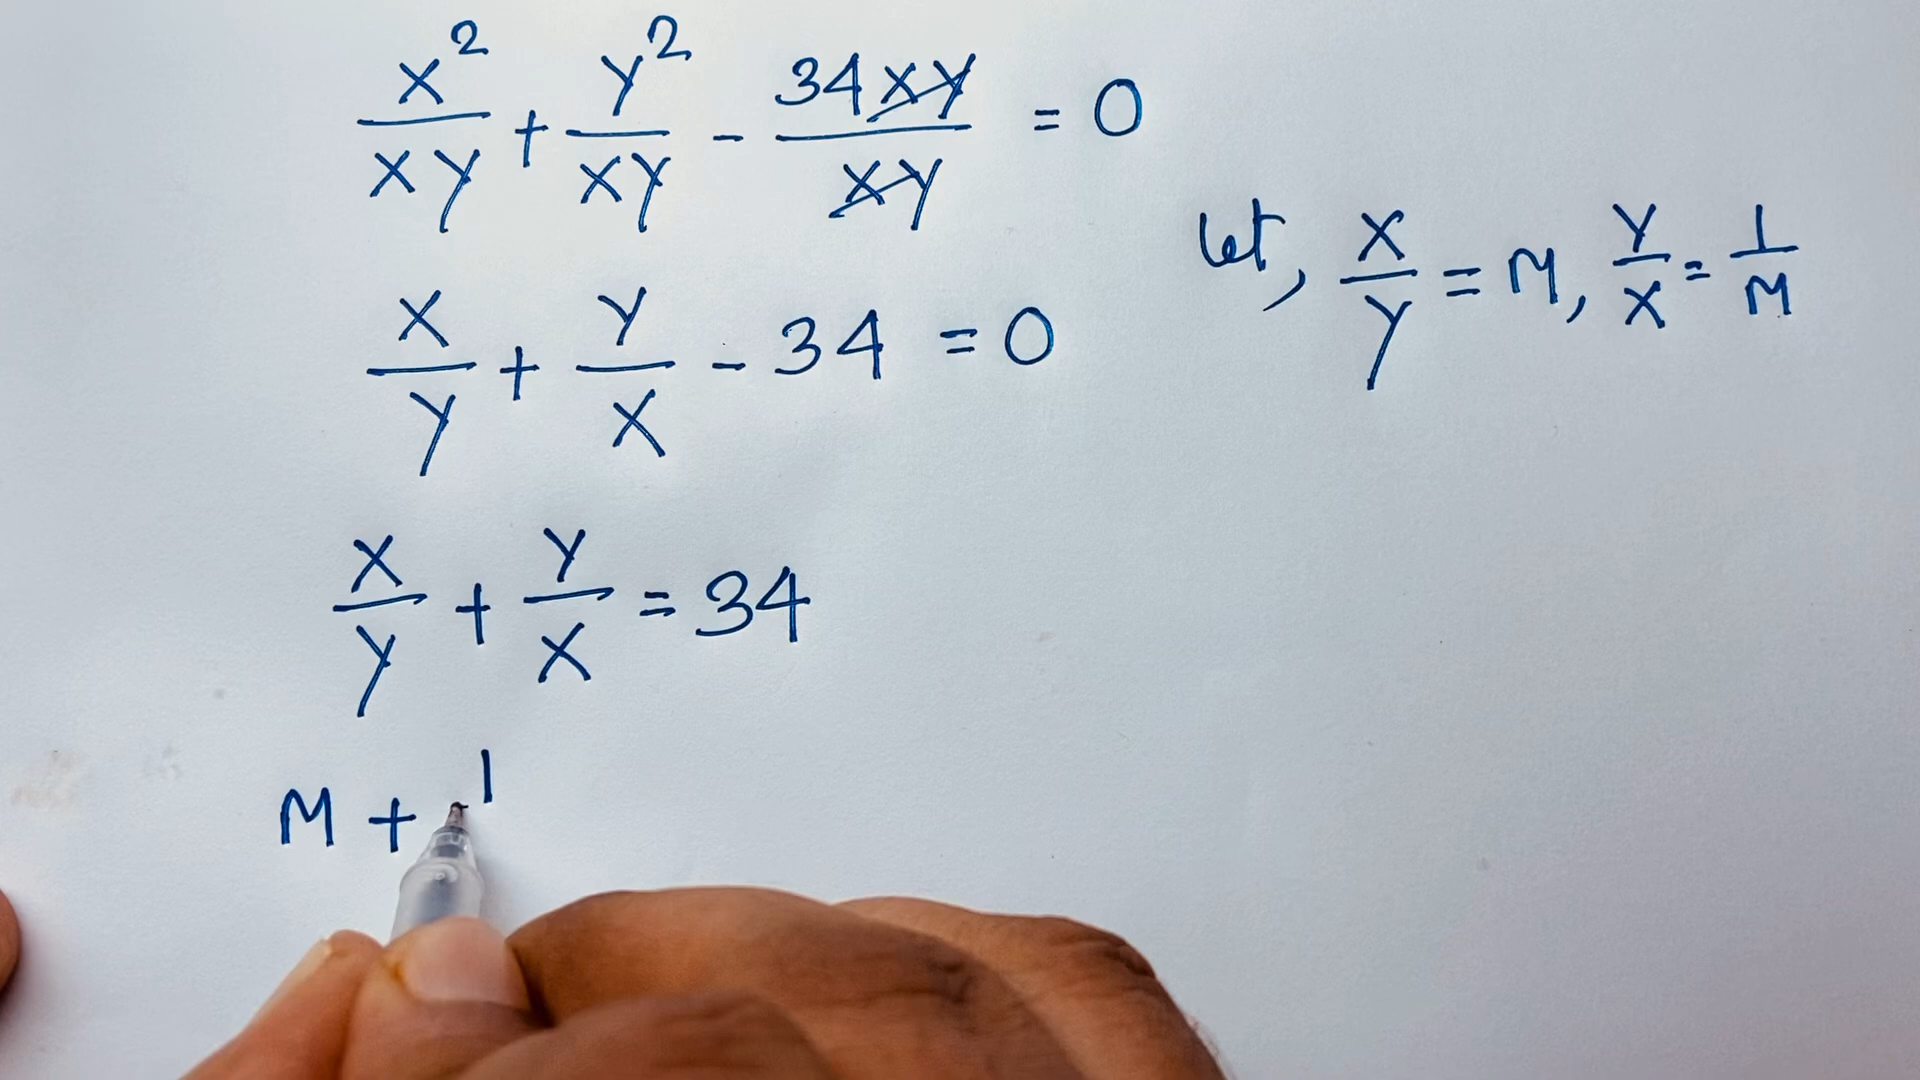 x²/xy + y²/xy - 34xy/xy = 0
let, x/y = M, y/x = 1/M
x/y + y/x - 34 = 0
x/y + y/x = 34
M + 1